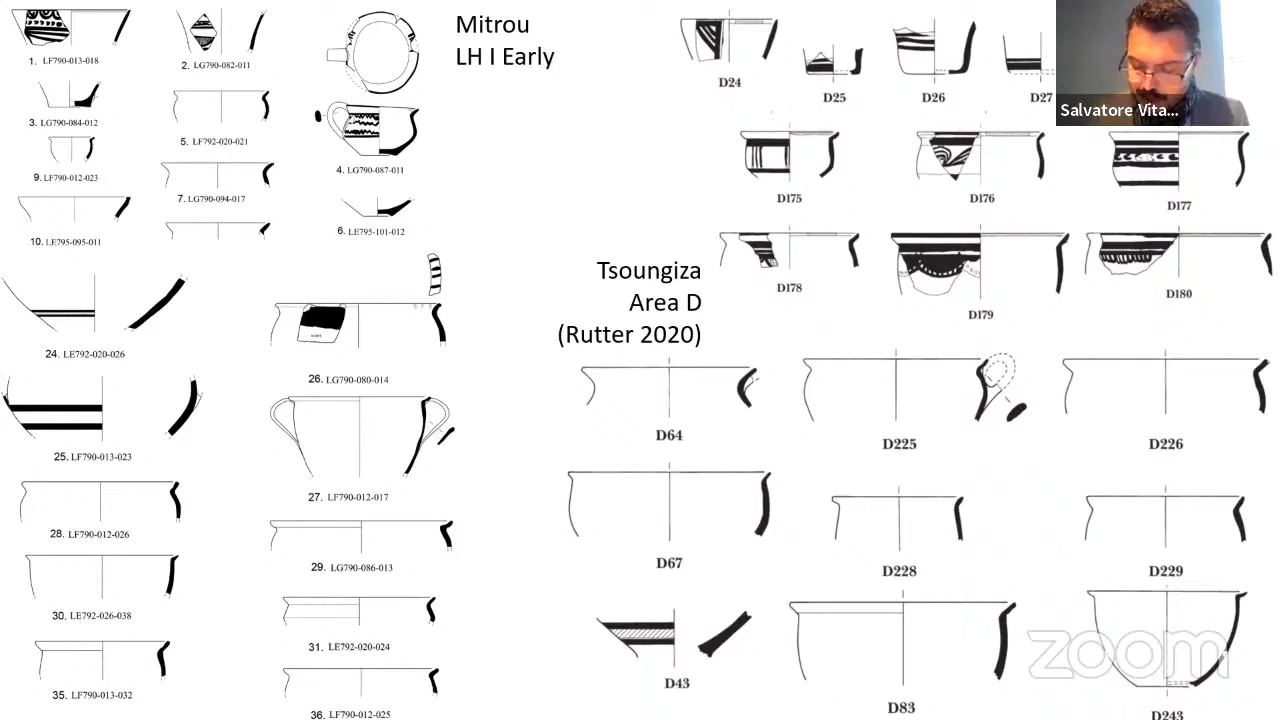 Mitrou
LH I Early
1. LF790-013-018
2. LG790-082-011
3. LG790-084-012
5. LF792-020-021
9. LF790-012-023
7. LG790-094-017
4. LG790-087-011
10. LE795-095-011
6. LE795-101-012
24. LE792-020-026
26. LG790-080-014
25. LF790-013-023
27. LF790-012-017
28. LF790-012-026
29. LG790-086-013
30. LE792-026-038
31. LE792-020-024
35. LF790-013-032
36. LF790-012-025
Tsoungiza
Area D
(Rutter 2020)
D24
D25
D26
D27
D175
D176
D177
D178
D179
D180
D64
D225
D226
D67
D228
D229
D43
D83
D243
Salvatore Vita...
zoom